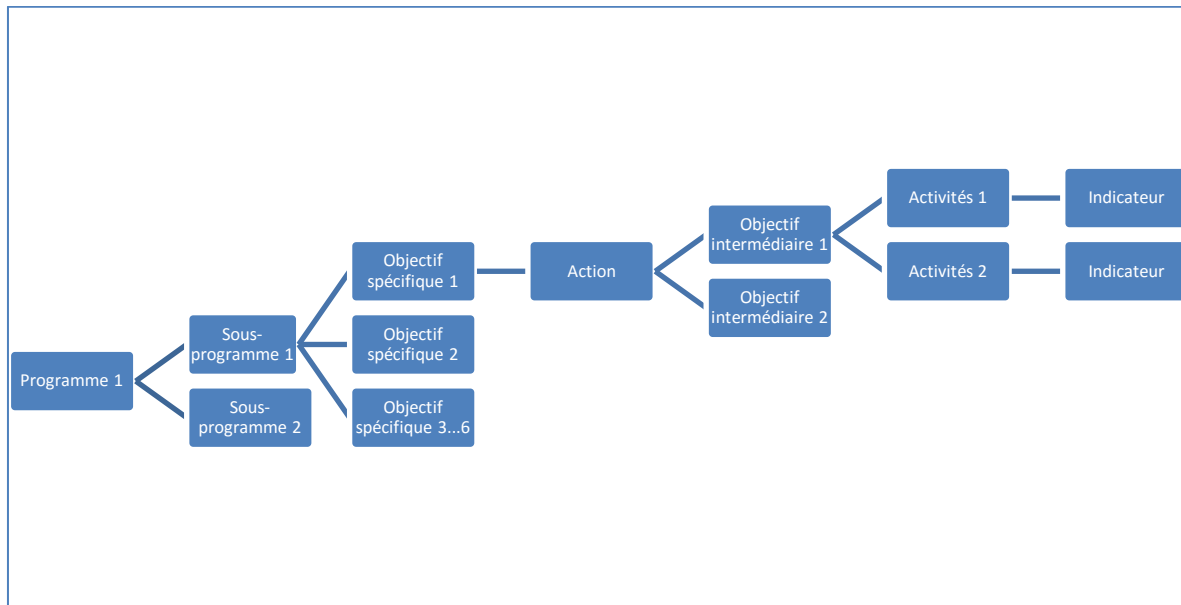 Programme 1
Sous-
programme 1
Sous-
programme 2
Objectif
spécifique 1
Objectif
spécifique 2
Objectif
spécifique 3...6
Action
Objectif
intermédiaire 1
Objectif
intermédiaire 2
Activités 1
Activités 2
Indicateur
Indicateur